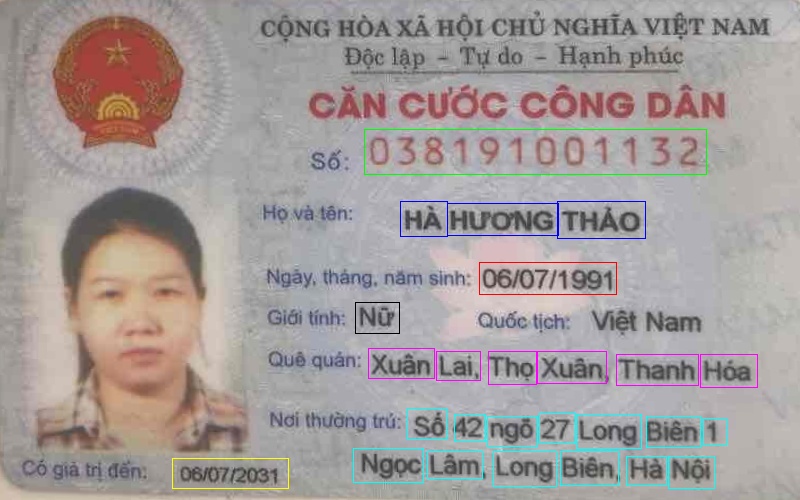 CỘNG HÒA XÃ HỘI CHỦ NGHĨA VIỆT NAM
Độc lập - Tự do - Hạnh phúc
CĂN CƯỚC CÔNG DÂN
Số: 038191001132
Họ và tên: HÀ HƯƠNG THẢO
Ngày, tháng, năm sinh: 06/07/1991
Giới tính: Nữ Quốc tịch: Việt Nam
Quê quán: Xuân Lai, Thọ Xuân, Thanh Hóa
Nơi thường trú: Số 42 ngõ 27 Long Biên 1
Ngọc Lâm, Long Biên, Hà Nội
Có giá trị đến: 06/07/2031